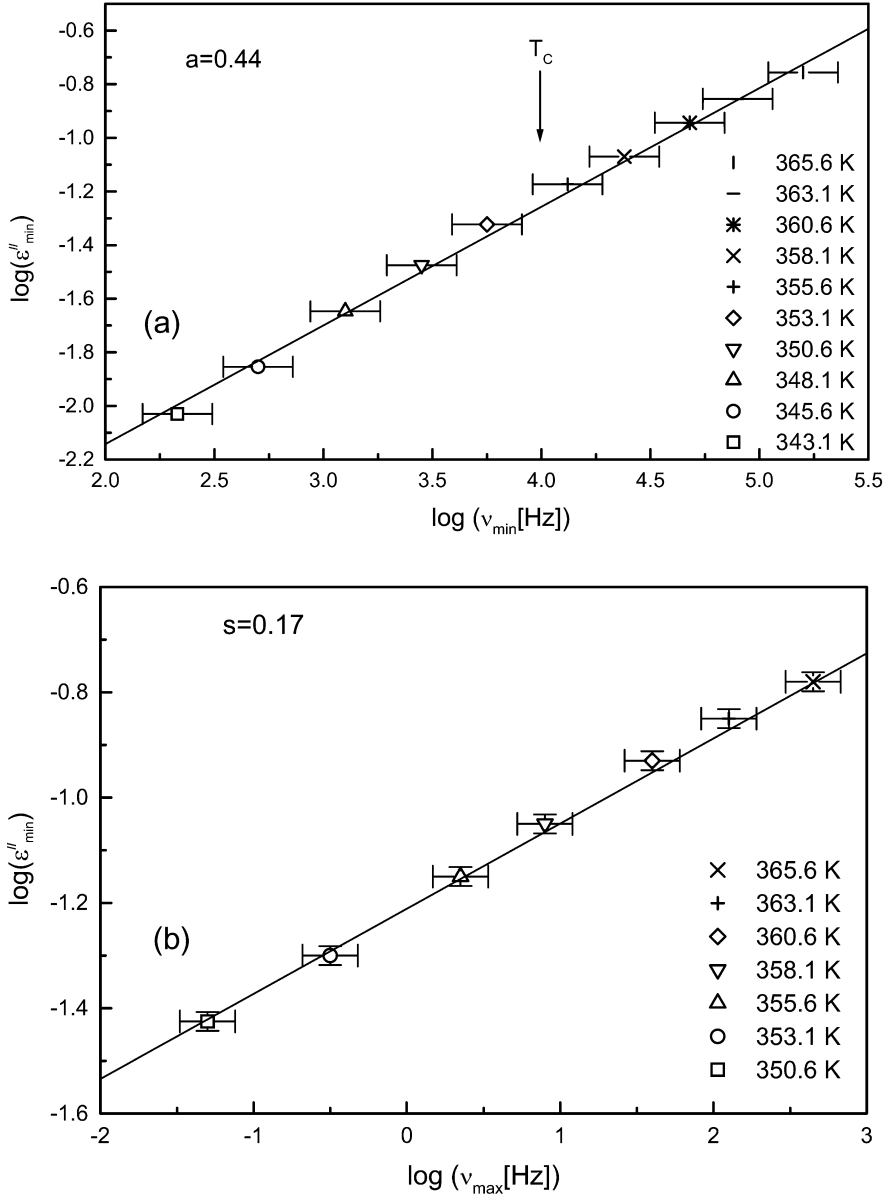 a=0.44
T_C
-0.6
-0.8
-1.0
-1.2
-1.4
-1.6
-1.8
-2.0
-2.2
log(ε″_min)
(a)
365.6 K
363.1 K
360.6 K
358.1 K
355.6 K
353.1 K
350.6 K
348.1 K
345.6 K
343.1 K
2.0 2.5 3.0 3.5 4.0 4.5 5.0 5.5
log (ν_min[Hz])
s=0.17
-0.6
-0.8
-1.0
-1.2
-1.4
-1.6
log(ε″_min)
(b)
365.6 K
363.1 K
360.6 K
358.1 K
355.6 K
353.1 K
350.6 K
-2 -1 0 1 2 3
log (ν_max[Hz])